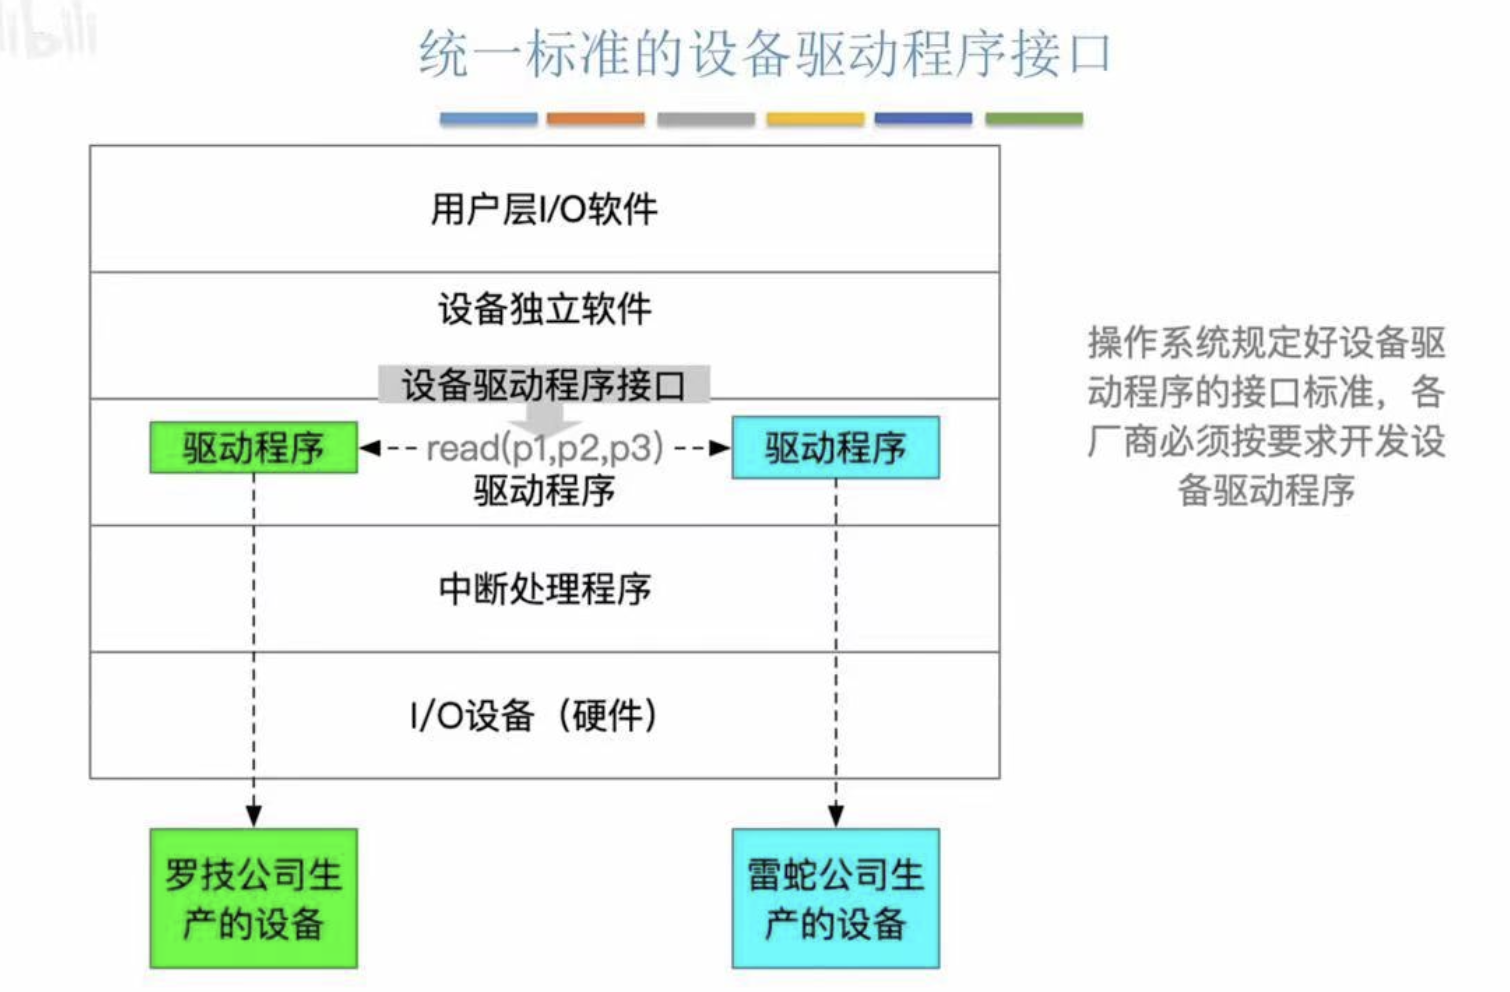 统一标准的设备驱动程序接口
用户层I/O软件
设备独立软件
设备驱动程序接口
驱动程序
read(p1,p2,p3)
驱动程序
驱动程序
中断处理程序
I/O设备（硬件）
罗技公司生
产的设备
雷蛇公司生
产的设备
操作系统规定好设备驱
动程序的接口标准，各
厂商必须按要求开发设
备驱动程序